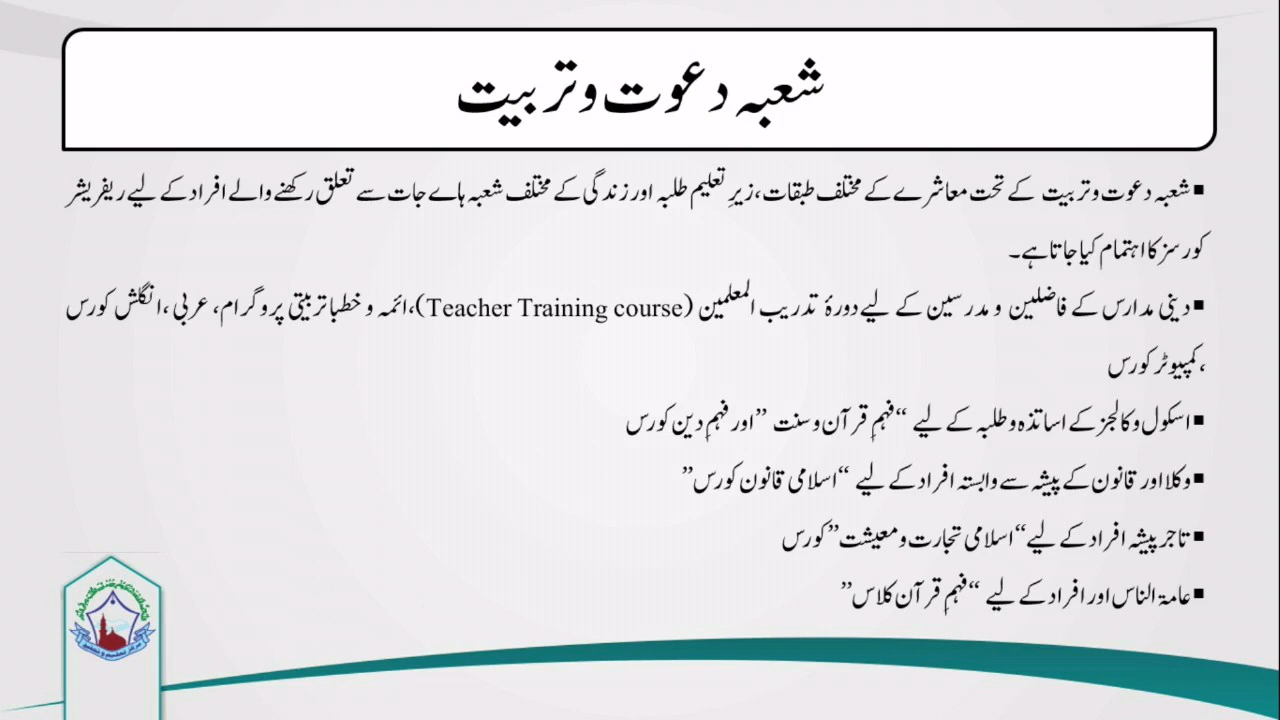 شعبہ دعوت و تربیت
▪شعبہ دعوت و تربیت کے تحت معاشرے کے مختلف طبقات،زیرِ تعلیم طلبہ اور زندگی کے مختلف شعبہ ہاے جات سے تعلق رکھنے والے افراد کے لیے ریفریشر
کورسز کا اہتمام کیا جاتا ہے۔
▪دینی مدارس کے فاضلین و مدرسین کے لیے دورۂ تدریب المعلمین (Teacher Training course)،ائمہ و خطبا تربیتی پروگرام، عربی ،انگلش کورس
،کمپیوٹر کورس
▪اسکول و کالجز کے اساتذہ و طلبہ کے لیے “فہمِ قرآن و سنت ”اور فہمِ دین کورس
▪وکلا اور قانون کے پیشہ سے وابستہ افراد کے لیے “اسلامی قانون کورس”
▪تاجر پیشہ افراد کے لیے“اسلامی تجارت و معیشت”کورس
▪عامۃ الناس اور افراد کے لیے “فہمِ قرآن کلاس”